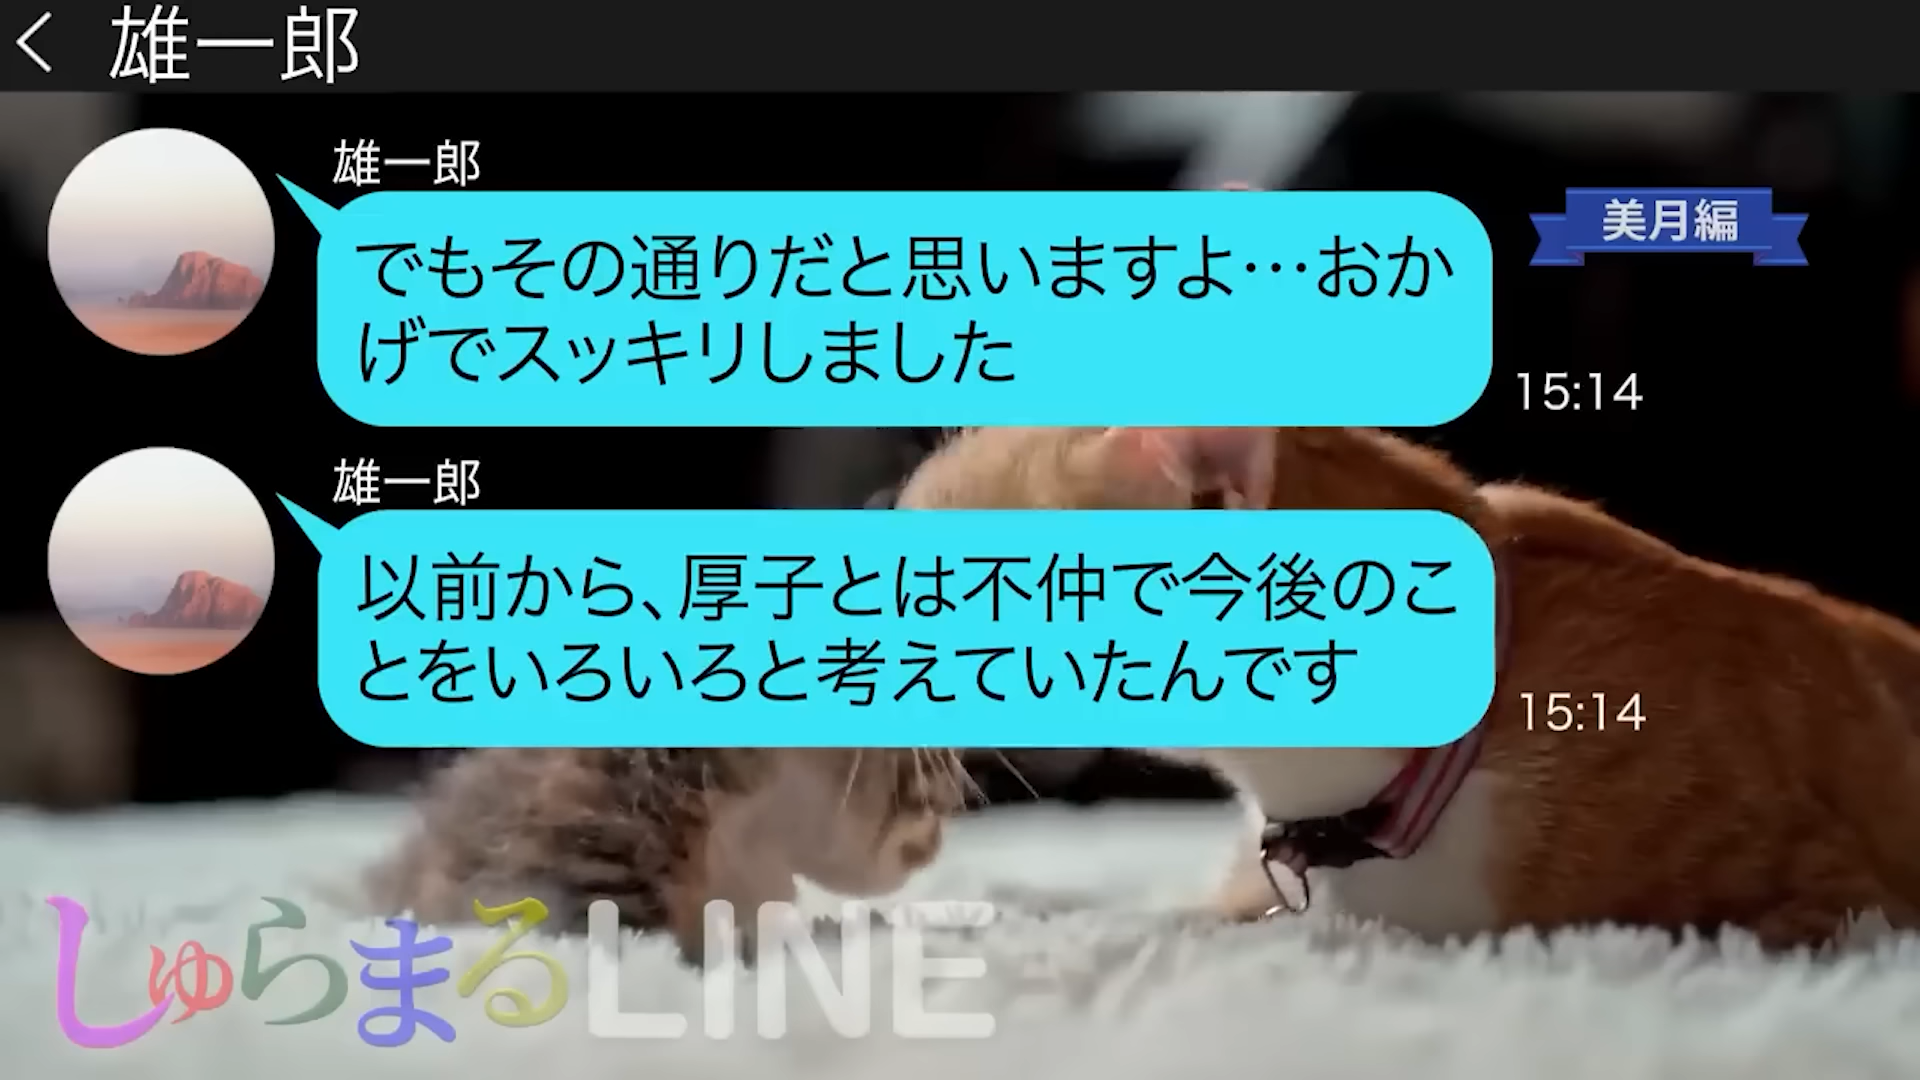 雄一郎
雄一郎
美月編
でもその通りだと思いますよ…おか
げでスッキリしました
15:14
雄一郎
以前から、厚子とは不仲で今後のこ
とをいろいろと考えていたんです
15:14
しゅらまるLINE